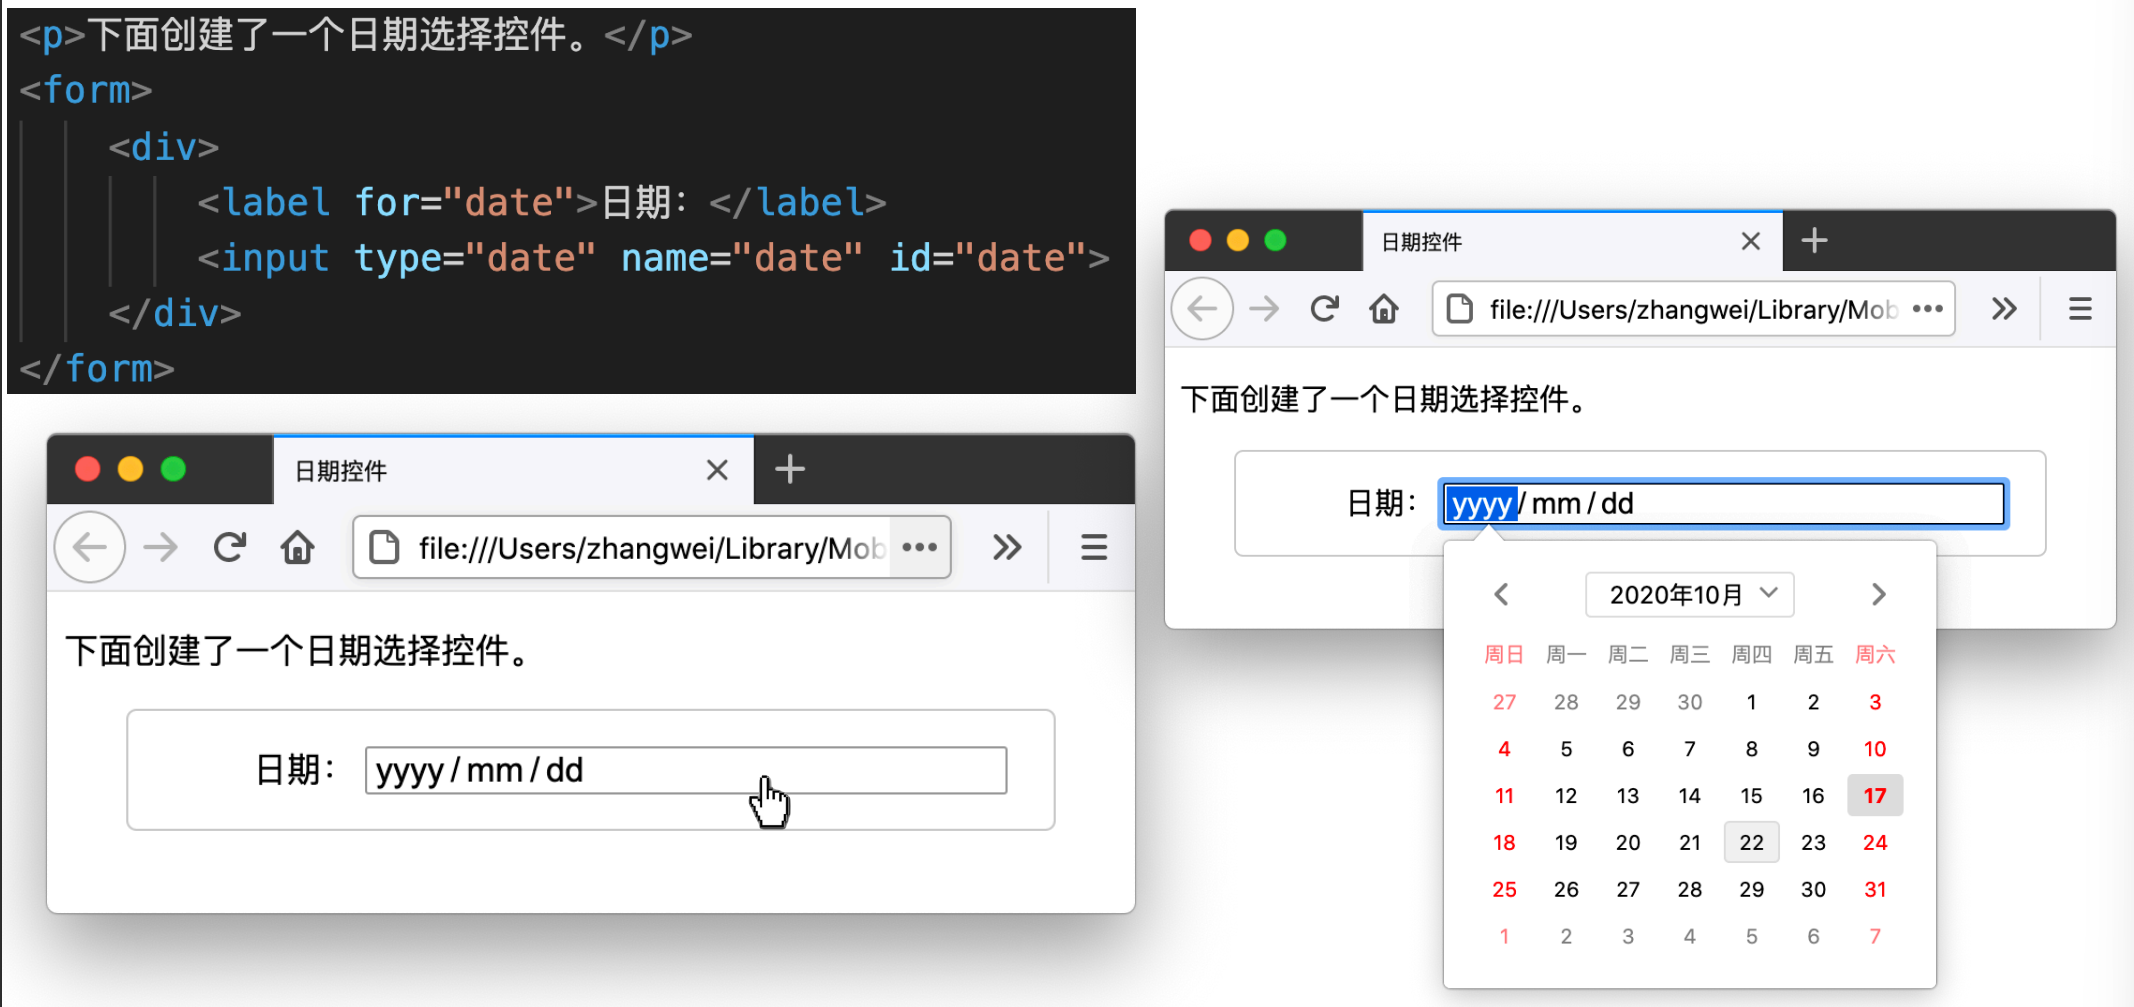 <p>下面创建了一个日期选择控件。</p>
<form>
<div>
<label for="date">日期：</label>
<input type="date" name="date" id="date">
</div>
</form>
日期控件
file:///Users/zhangwei/Library/Mob
下面创建了一个日期选择控件。
日期：
yyyy/mm/dd
日期控件
file:///Users/zhangwei/Library/Mob
下面创建了一个日期选择控件。
日期：
yyyy/mm/dd
2020年10月
周日 周一 周二 周三 周四 周五 周六
27 28 29 30 1 2 3
4 5 6 7 8 9 10
11 12 13 14 15 16 17
18 19 20 21 22 23 24
25 26 27 28 29 30 31
1 2 3 4 5 6 7